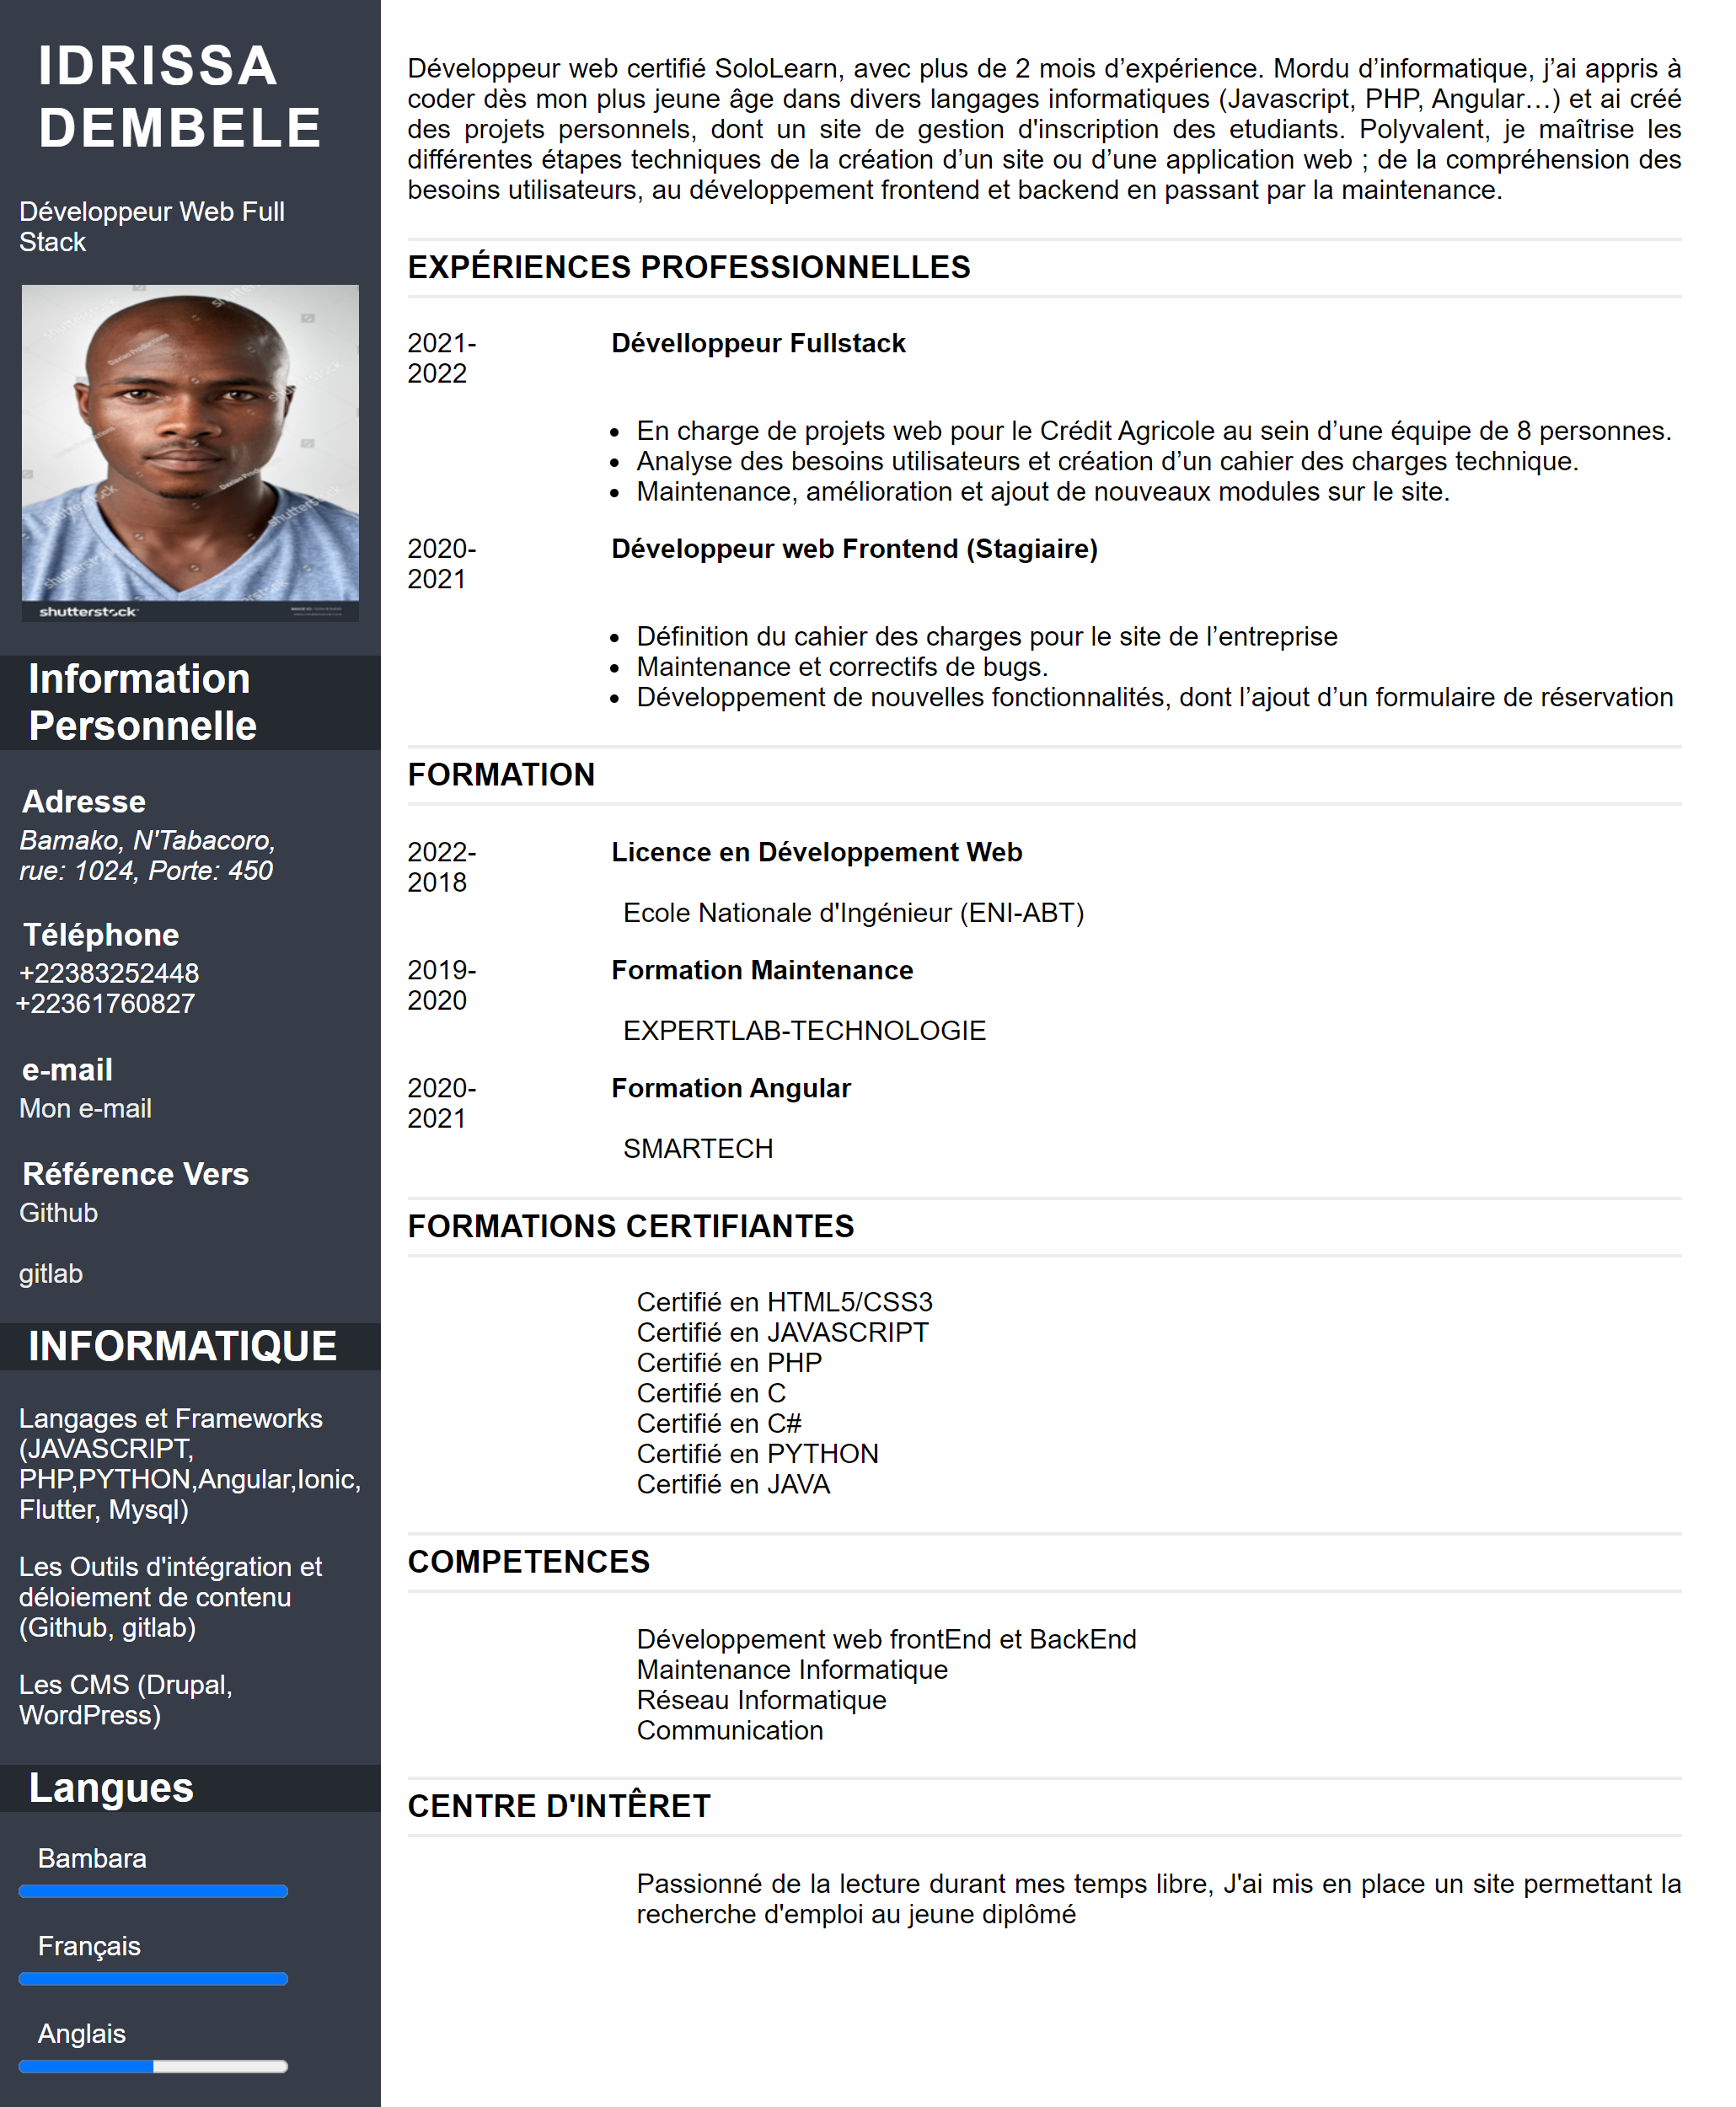 IDRISSA
DEMBELE
Développeur Web Full
Stack
shutterstock
Information
Personnelle
Adresse
Bamako, N'Tabacoro,
rue: 1024, Porte: 450
Téléphone
+22383252448
+22361760827
e-mail
Mon e-mail
Référence Vers
Github
gitlab
INFORMATIQUE
Langages et Frameworks
(JAVASCRIPT,
PHP,PYTHON,Angular,Ionic,
Flutter, Mysql)
Les Outils d'intégration et
déloiement de contenu
(Github, gitlab)
Les CMS (Drupal,
WordPress)
Langues
Bambara
Français
Anglais
Développeur web certifié SoloLearn, avec plus de 2 mois d’expérience. Mordu d’informatique, j’ai appris à
coder dès mon plus jeune âge dans divers langages informatiques (Javascript, PHP, Angular…) et ai créé
des projets personnels, dont un site de gestion d'inscription des etudiants. Polyvalent, je maîtrise les
différentes étapes techniques de la création d’un site ou d’une application web ; de la compréhension des
besoins utilisateurs, au développement frontend et backend en passant par la maintenance.
EXPÉRIENCES PROFESSIONNELLES
2021-
2022
Dévelloppeur Fullstack
• En charge de projets web pour le Crédit Agricole au sein d’une équipe de 8 personnes.
• Analyse des besoins utilisateurs et création d’un cahier des charges technique.
• Maintenance, amélioration et ajout de nouveaux modules sur le site.
2020-
2021
Développeur web Frontend (Stagiaire)
• Définition du cahier des charges pour le site de l’entreprise
• Maintenance et correctifs de bugs.
• Développement de nouvelles fonctionnalités, dont l’ajout d’un formulaire de réservation
FORMATION
2022-
2018
Licence en Développement Web
Ecole Nationale d'Ingénieur (ENI-ABT)
2019-
2020
Formation Maintenance
EXPERTLAB-TECHNOLOGIE
2020-
2021
Formation Angular
SMARTECH
FORMATIONS CERTIFIANTES
Certifié en HTML5/CSS3
Certifié en JAVASCRIPT
Certifié en PHP
Certifié en C
Certifié en C#
Certifié en PYTHON
Certifié en JAVA
COMPETENCES
Développement web frontEnd et BackEnd
Maintenance Informatique
Réseau Informatique
Communication
CENTRE D'INTÊRET
Passionné de la lecture durant mes temps libre, J'ai mis en place un site permettant la
recherche d'emploi au jeune diplômé